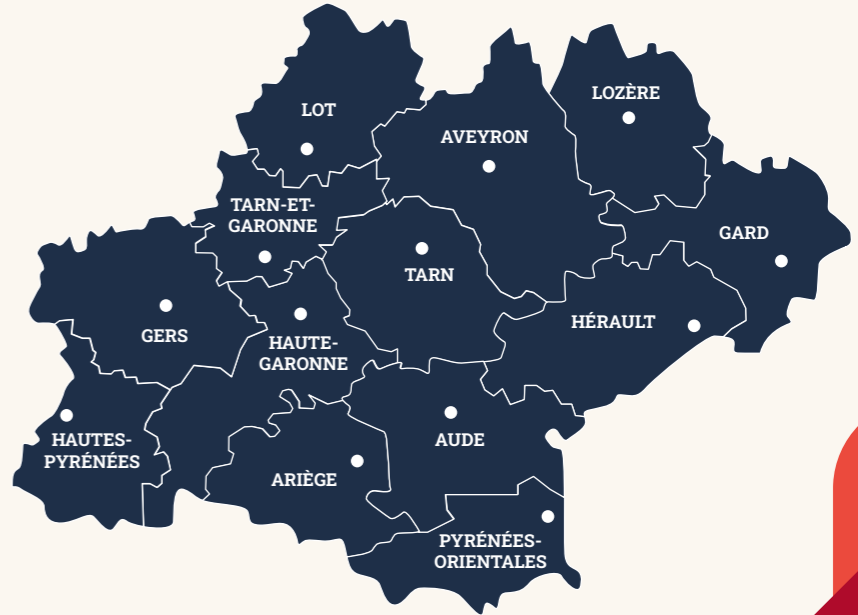 LOZÈRE
LOT
AVEYRON
TARN-ET-
GARONNE
GARD
TARN
HÉRAULT
GERS
HAUTE-
GARONNE
HAUTES-
PYRÉNÉES
AUDE
ARIÈGE
PYRÉNÉES-
ORIENTALES